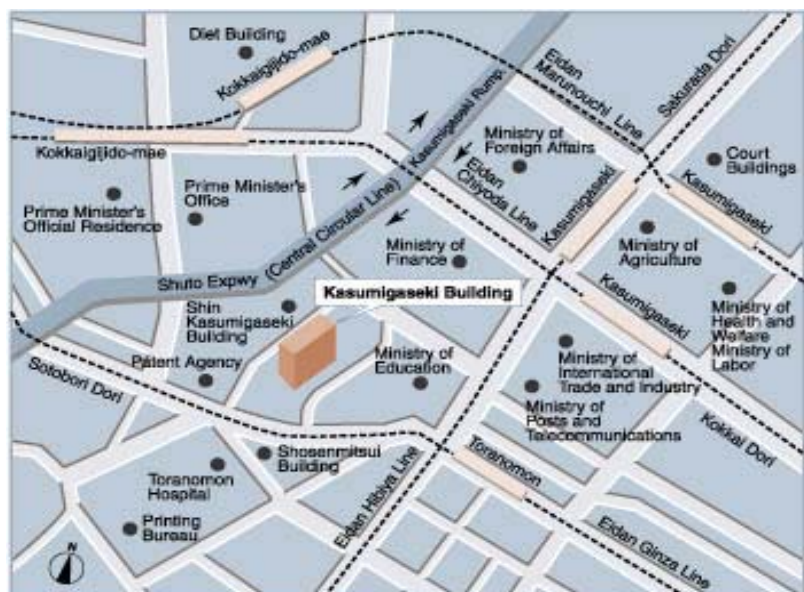 Diet Building
Kokkaigijido-mae
Kokkaigijido-mae
Prime Minister's
Official Residence
Prime Minister's
Office
Shuto Expwy
(Central Circular Line)
Kasumigaseki Ramp.
Eidan
Marunouchi Line
Sakurada Dori
Ministry of
Foreign Affairs
Eidan
Chiyoda Line
Kasumigaseki
Court
Buildings
Kasumigaseki
Ministry of
Finance
Ministry of
Agriculture
Kasumigaseki
Ministry of
Health and
Welfare
Ministry of
Labor
Kasumigaseki Building
Shin
Kasumigaseki
Building
Patent Agency
Ministry of
Education
Ministry of
International
Trade and Industry
Ministry of
Posts and
Telecommunications
Kokkai Dori
Sotobori Dori
Shosenmitsui
Building
Toranomon
Toranomon
Hospital
Printing
Bureau
Eidan Hibiya Line
Eidan Ginza Line
N